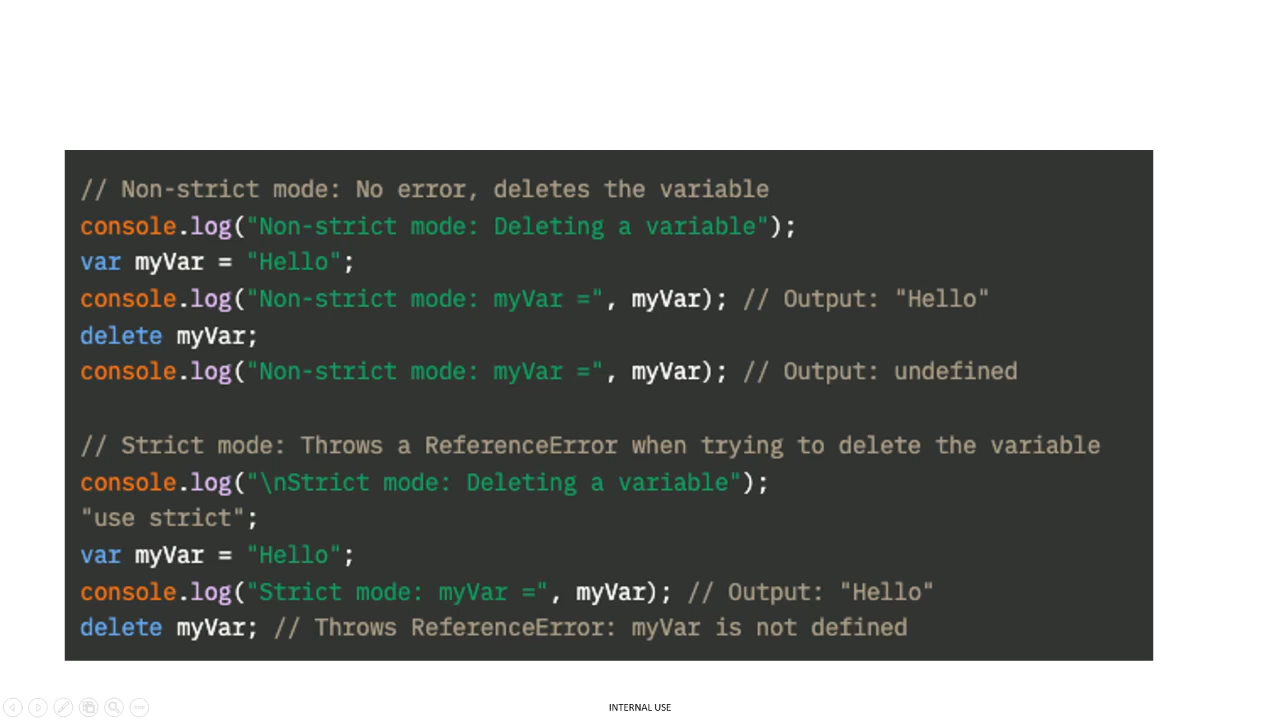 // Non-strict mode: No error, deletes the variable
console.log("Non-strict mode: Deleting a variable");
var myVar = "Hello";
console.log("Non-strict mode: myVar =", myVar); // Output: "Hello"
delete myVar;
console.log("Non-strict mode: myVar =", myVar); // Output: undefined

// Strict mode: Throws a ReferenceError when trying to delete the variable
console.log("\nStrict mode: Deleting a variable");
"use strict";
var myVar = "Hello";
console.log("Strict mode: myVar =", myVar); // Output: "Hello"
delete myVar; // Throws ReferenceError: myVar is not defined
INTERNAL USE